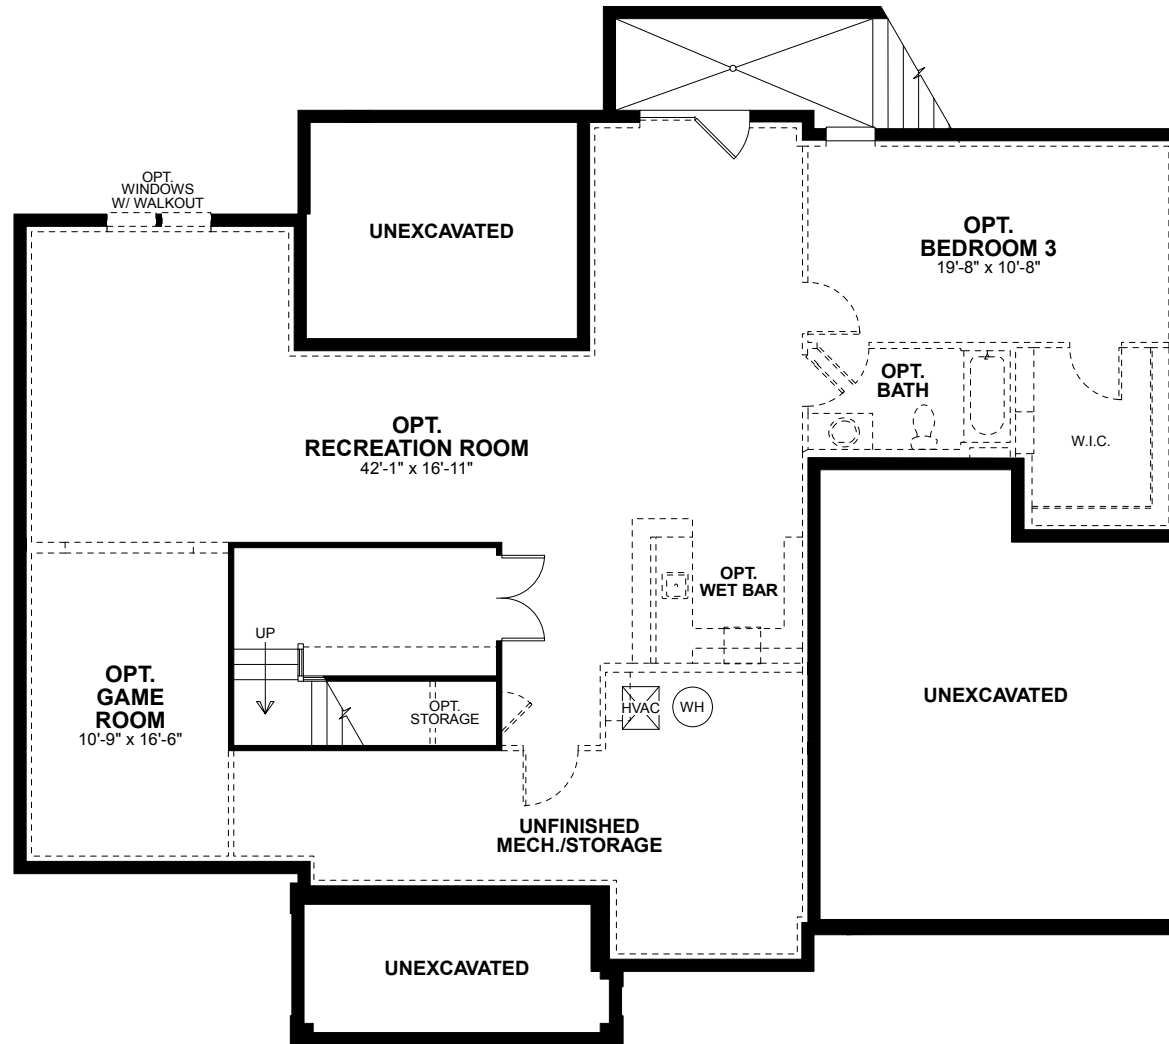 OPT.
WINDOWS
W/ WALKOUT
UNEXCAVATED
OPT.
BEDROOM 3
19'-8" x 10'-8"
OPT.
BATH
W.I.C.
OPT.
RECREATION ROOM
42'-1" x 16'-11"
OPT.
WET BAR
UP
OPT.
GAME
ROOM
10'-9" x 16'-6"
OPT.
STORAGE
HVAC
WH
UNEXCAVATED
UNFINISHED
MECH./STORAGE
UNEXCAVATED